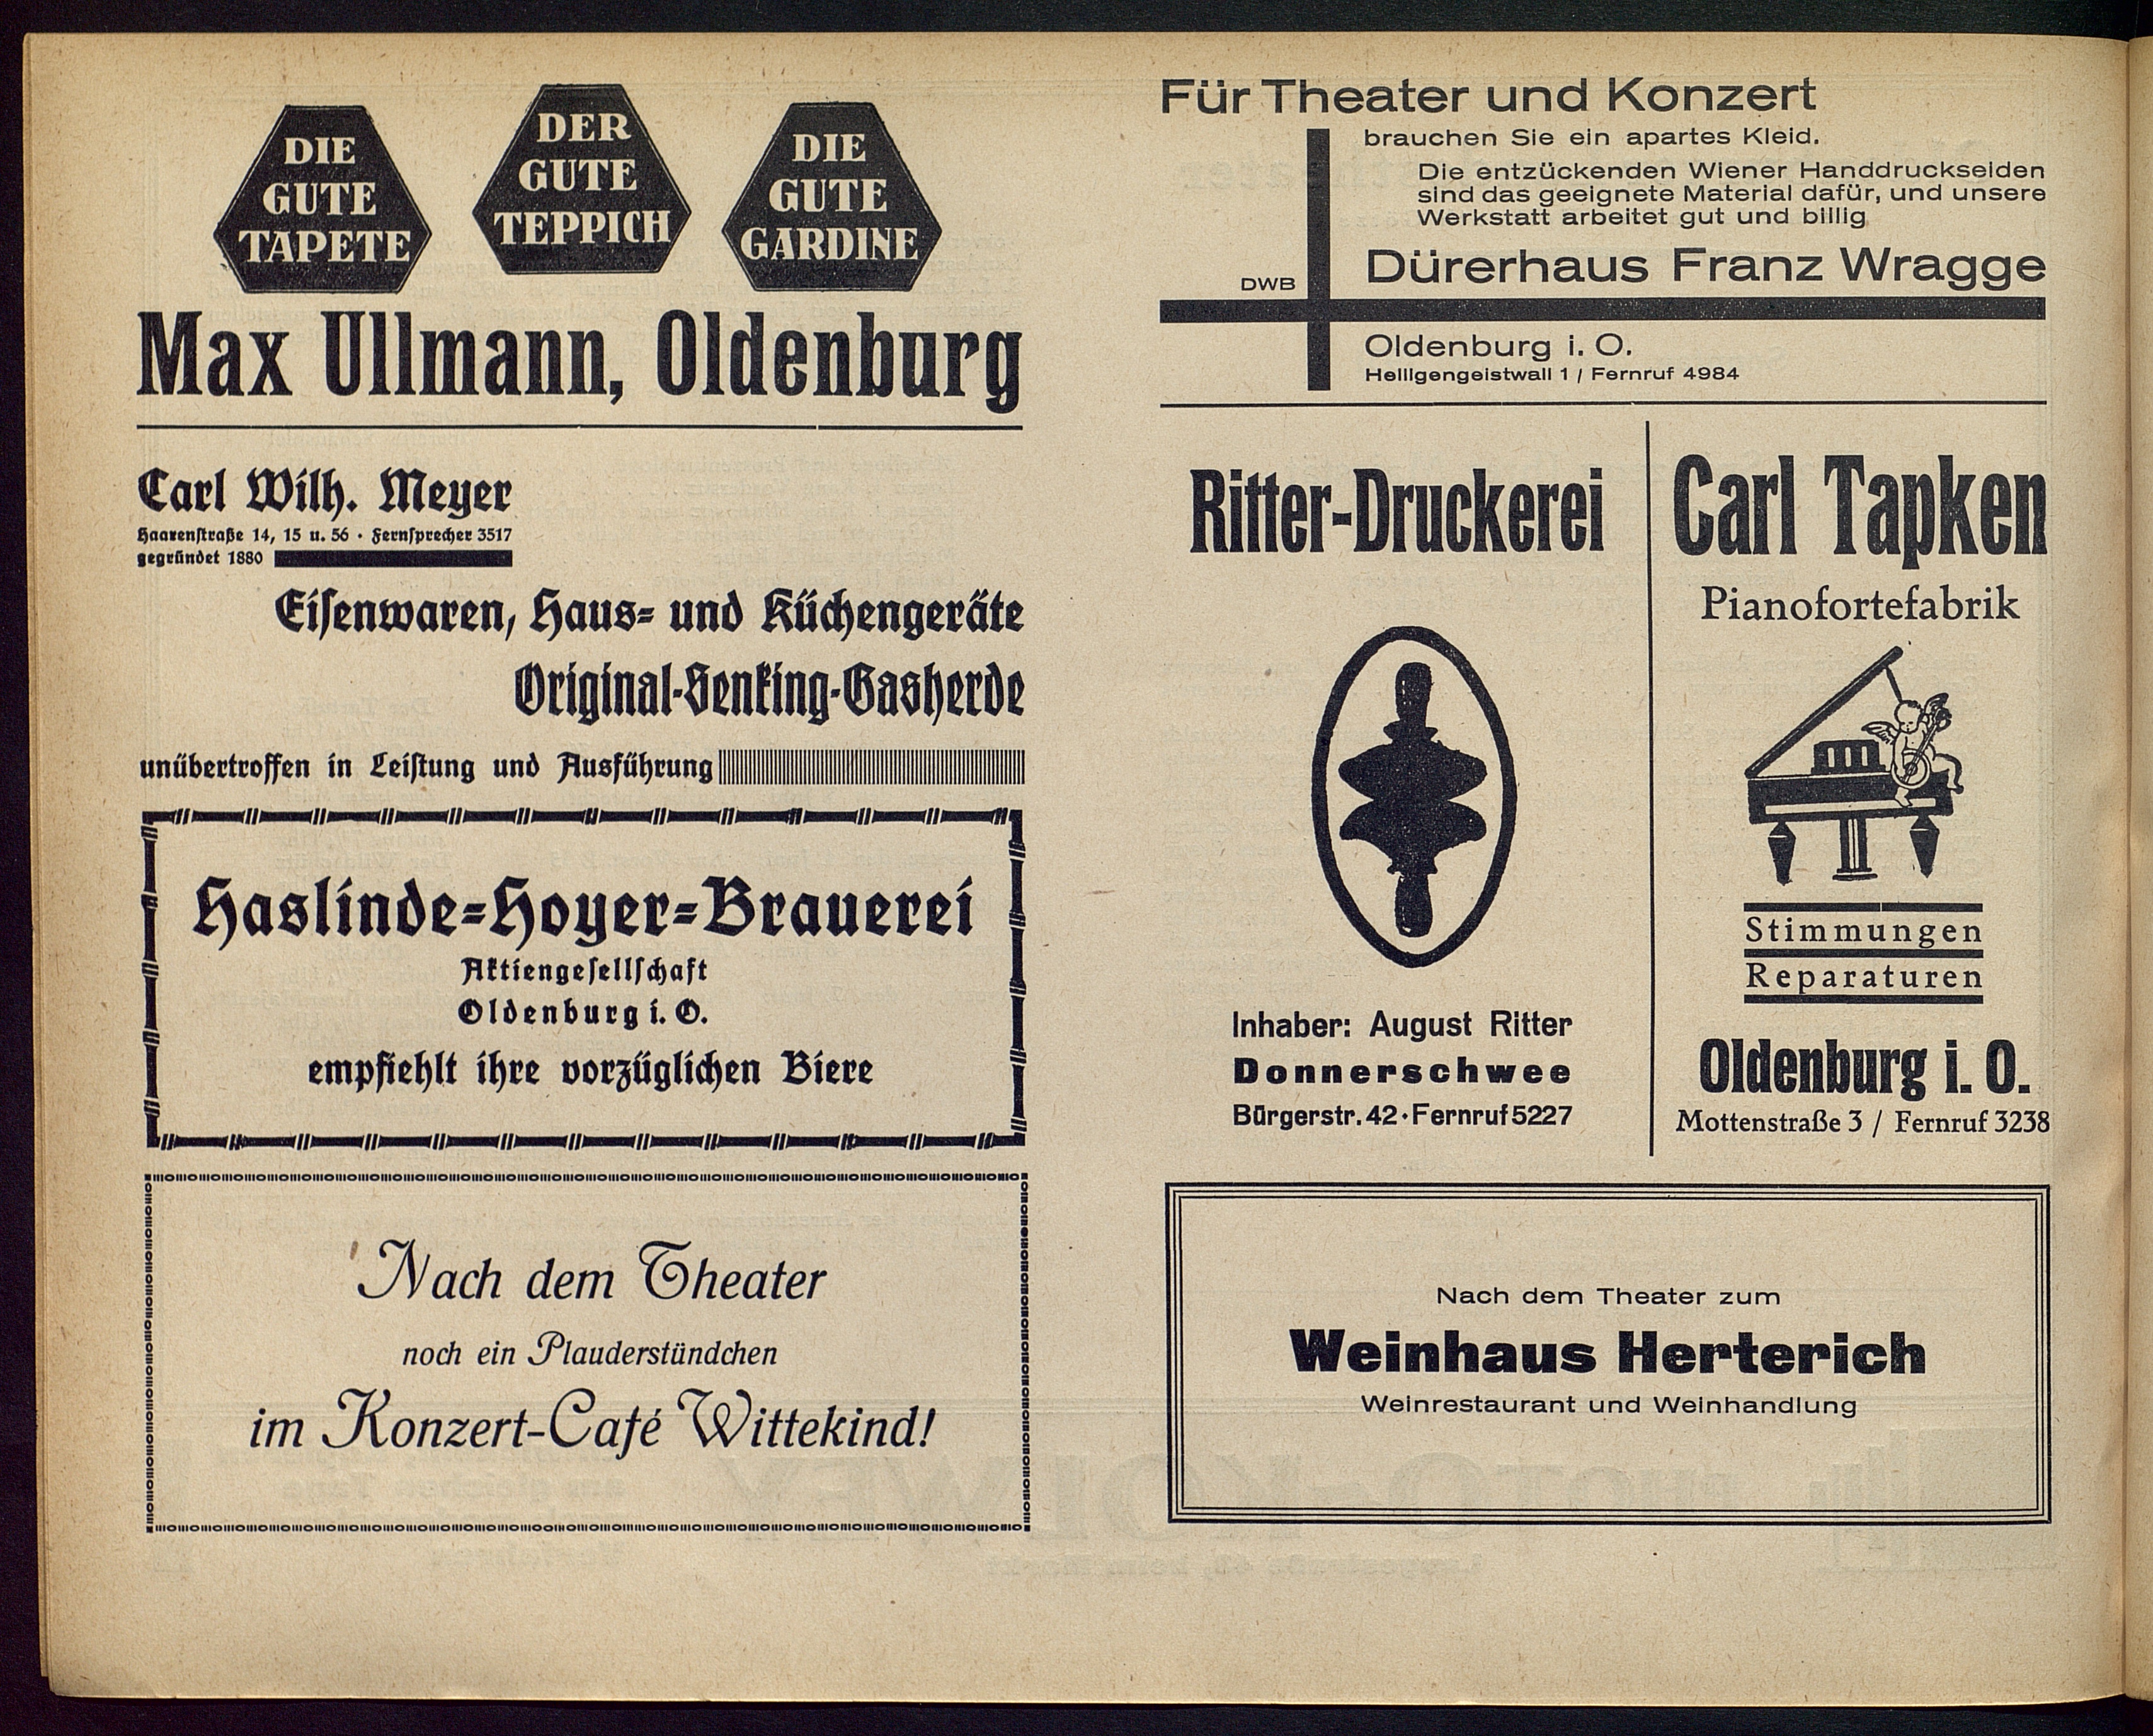 DIE
GUTE
TAPETE
DER
GUTE
TEPPICH
DIE
GUTE
GARDINE
Max Ullmann, Oldenburg
Carl Wilh. Meyer
Haarenſtraße 14, 15 u. 56 · Fernſprecher 3517
gegründet 1880
Eiſenwaren, Haus- und Küchengeräte
Original-Senking-Gasherde
unübertroffen in Leiſtung und Ausführung
Haslinde-Hoyer-Brauerei
Aktiengeſellſchaft
Oldenburg i. O.
empfiehlt ihre vorzüglichen Biere
Nach dem Theater
noch ein Plauderstündchen
im Konzert-Café Wittekind!
Für Theater und Konzert
brauchen Sie ein apartes Kleid.
Die entzückenden Wiener Handdruckseiden
sind das geeignete Material dafür, und unsere
Werkstatt arbeitet gut und billig
DWB
Dürerhaus Franz Wragge
Oldenburg i. O.
Heiligengeistwall 1 / Fernruf 4984
Ritter-Druckerei
Inhaber: August Ritter
Donnerschwee
Bürgerstr. 42 · Fernruf 5227
Carl Tapken
Pianofortefabrik
Stimmungen
Reparaturen
Oldenburg i. O.
Mottenstraße 3 / Fernruf 3238
Nach dem Theater zum
Weinhaus Herterich
Weinrestaurant und Weinhandlung